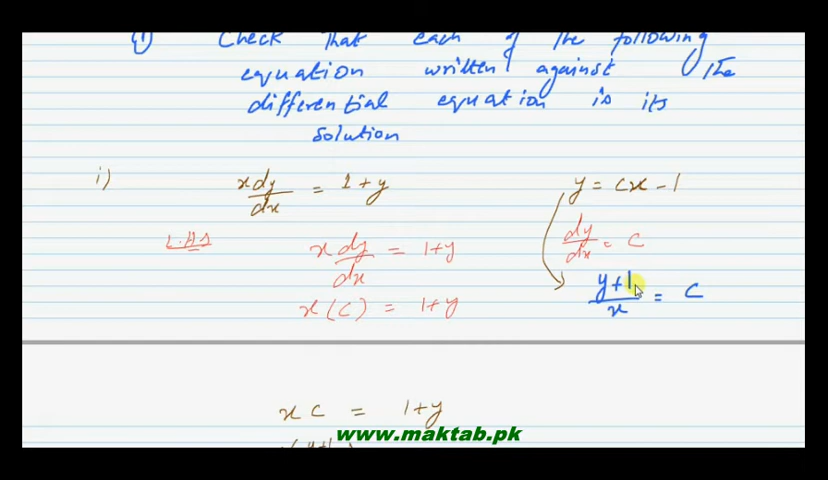 ① Check that each of the following
equation written against the
differential equation is its
solution
i) x dy/dx = 1 + y y = cx - 1
L.H.S x dy/dx = 1+y dy/dx = c
x(c) = 1+y y+1/x = c
x c = 1+y
www.maktab.pk